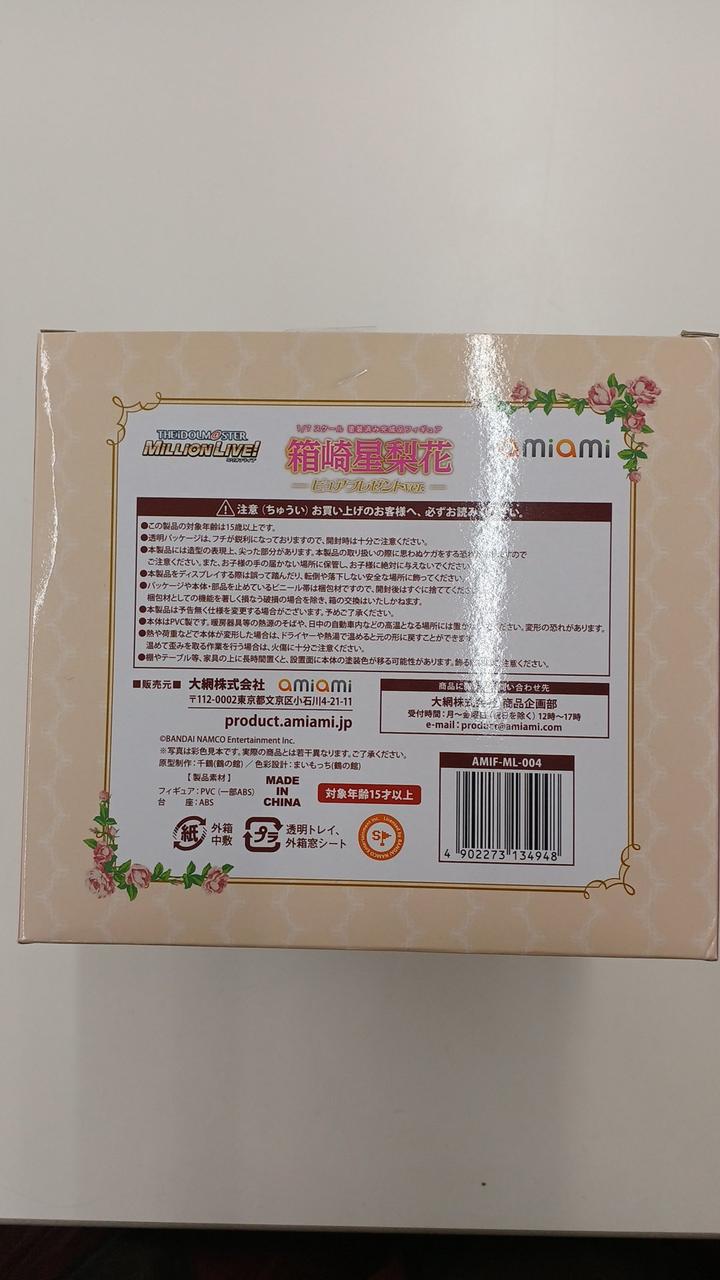 THE IDOLM@STER
MILLION LIVE!
1/7 スケール 塗装済み完成品フィギュア
箱崎星梨花
ピュアプレゼントver.
amiami
注意（ちゅうい）お買い上げのお客様へ、必ずお読み
●この製品の対象年齢は15歳以上です。
●透明パッケージは、フチが鋭利になっておりますので、開封時は十分ご注意ください。
●本製品には造型の表現上、尖った部分があります。本製品の取り扱いの際に思わぬケガをする恐れ
ご注意ください。また、お子様の手の届かない場所に保管し、お子様に絶対に与えないでくだ
●本製品をディスプレイする際は誤って踏んだり、転倒や落下しない安全な場所に飾ってくだ
●パッケージや本体・部品を止めているビニール帯は梱包材ですので、開封後はすぐに捨てて
梱包材としての機能を著しく損なう破損の場合を除き、箱の交換はいたしかねます。
●本製品は予告無く仕様を変更する場合がございます。予めご了承ください。
●本体はPVC製です。暖房器具等の熱源のそばや、日中の自動車内などの高温となる場所には置か 変形の恐れがあります。
●熱や荷重などで本体が変形した場合は、ドライヤーや熱湯で温めると元の形に戻すことができま
温めて歪みを取る作業を行う場合は、火傷に十分ご注意ください。
●棚やテーブル等、家具の上に長時間置くと、設置面に本体の塗装色が移る可能性があります。飾る ご注意ください。
■販売元■ 大網株式会社 amiami
〒112-0002東京都文京区小石川4-21-11
product.amiami.jp
商品に い合わせ先
大網株式会社 商品企画部
受付時間：月～金曜日（祝日を除く）12時～17時
e-mail：product@amiami.com
©BANDAI NAMCO Entertainment Inc.
※写真は彩色見本です。実際の商品とは若干異なります。ご了承ください。
原型制作：千鶴(鶴の館) ／ 色彩設計：まいもっち(鶴の館)
【製品素材】
フィギュア：PVC（一部ABS）
台 座：ABS
MADE IN CHINA
対象年齢15才以上
紙
外箱
中敷
プラ
透明トレイ、
外箱窓シート
SP
Licensed by BANDAI NAMCO Entertainment Inc.
AMIF-ML-004
4 902273 134948